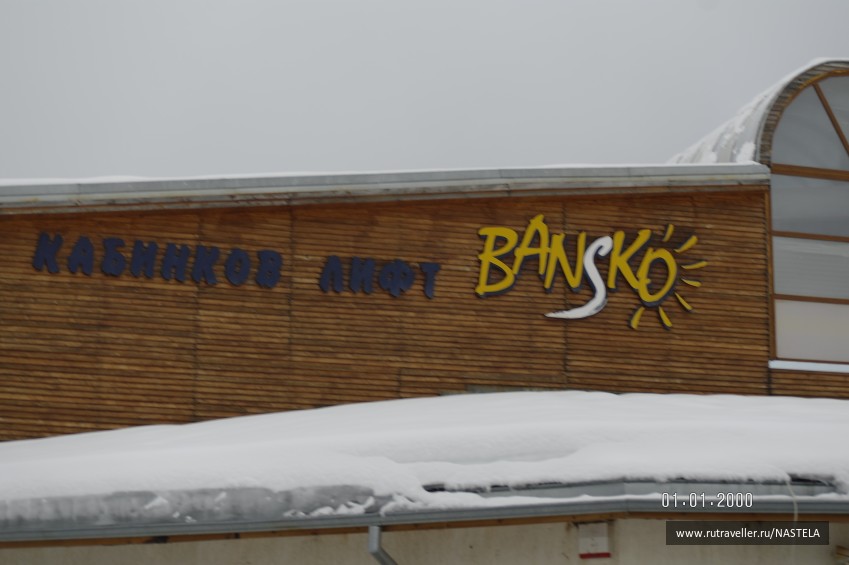 КАБИНКОВ ЛИФТ BANSKO
01.01.2000
www.rutraveller.ru/NASTELA